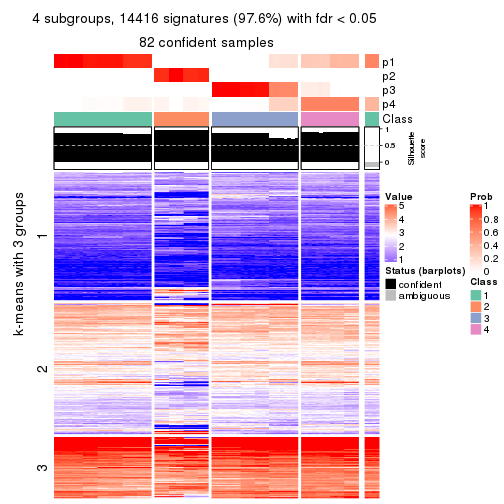 4 subgroups, 14416 signatures (97.6%) with fdr < 0.05
82 confident samples
p1
p2
p3
p4
Class
1
0.5
0
Silhouette
score
k-means with 3 groups
1
2
3
Value
5
4
3
2
1
Status (barplots)
confident
ambiguous
Prob
1
0.8
0.6
0.4
0.2
0
Class
1
2
3
4